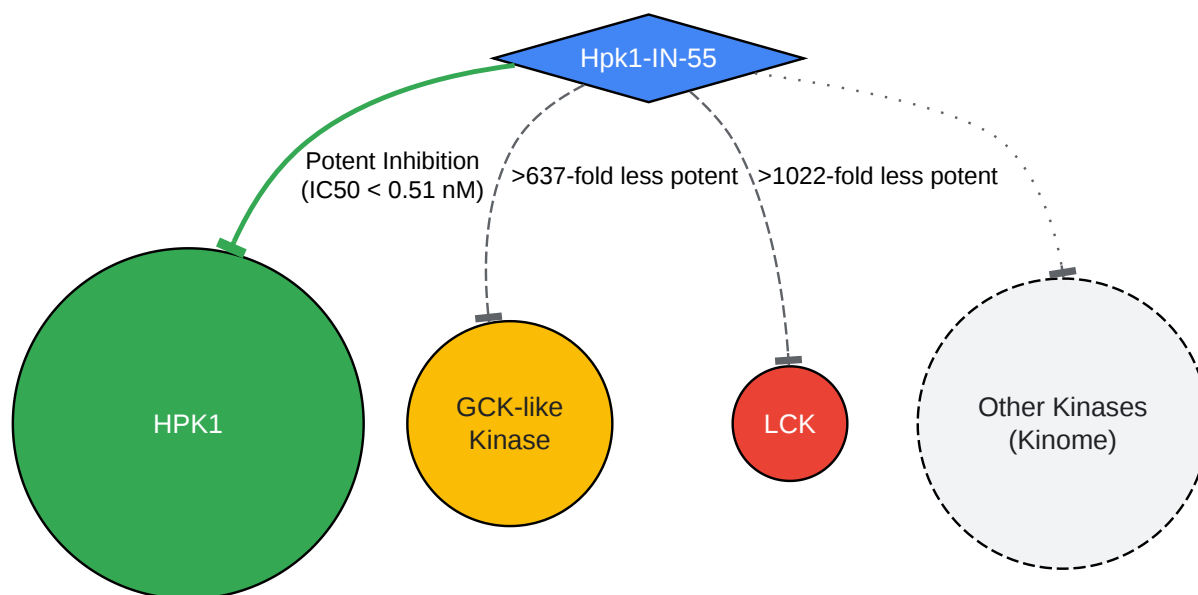 Hpk1-IN-55
Potent Inhibition
(IC50 < 0.51 nM)
>637-fold less potent
>1022-fold less potent
HPK1
GCK-like
Kinase
LCK
Other Kinases
(Kinome)